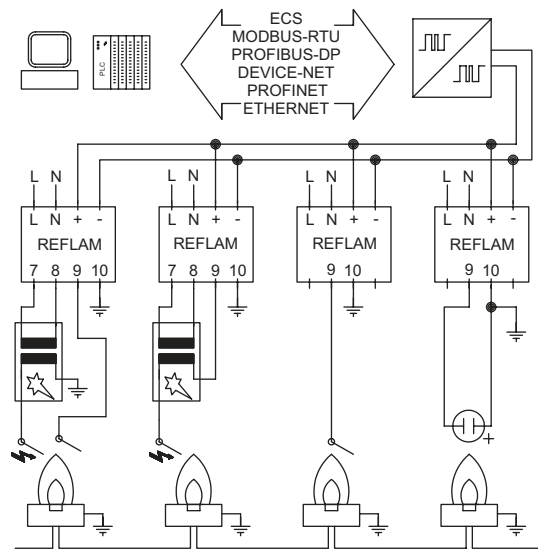 ECS
MODBUS-RTU
PROFIBUS-DP
DEVICE-NET
PROFINET
ETHERNET
PLC
L N L N L N L N
L N + - L N + - L N + - L N + -
REFLAM REFLAM REFLAM REFLAM
7 8 9 10 7 8 9 10 9 10 9 10
+